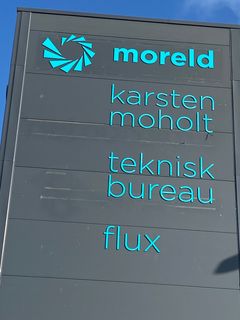 moreld
karsten
moholt
teknisk
bureau
flux